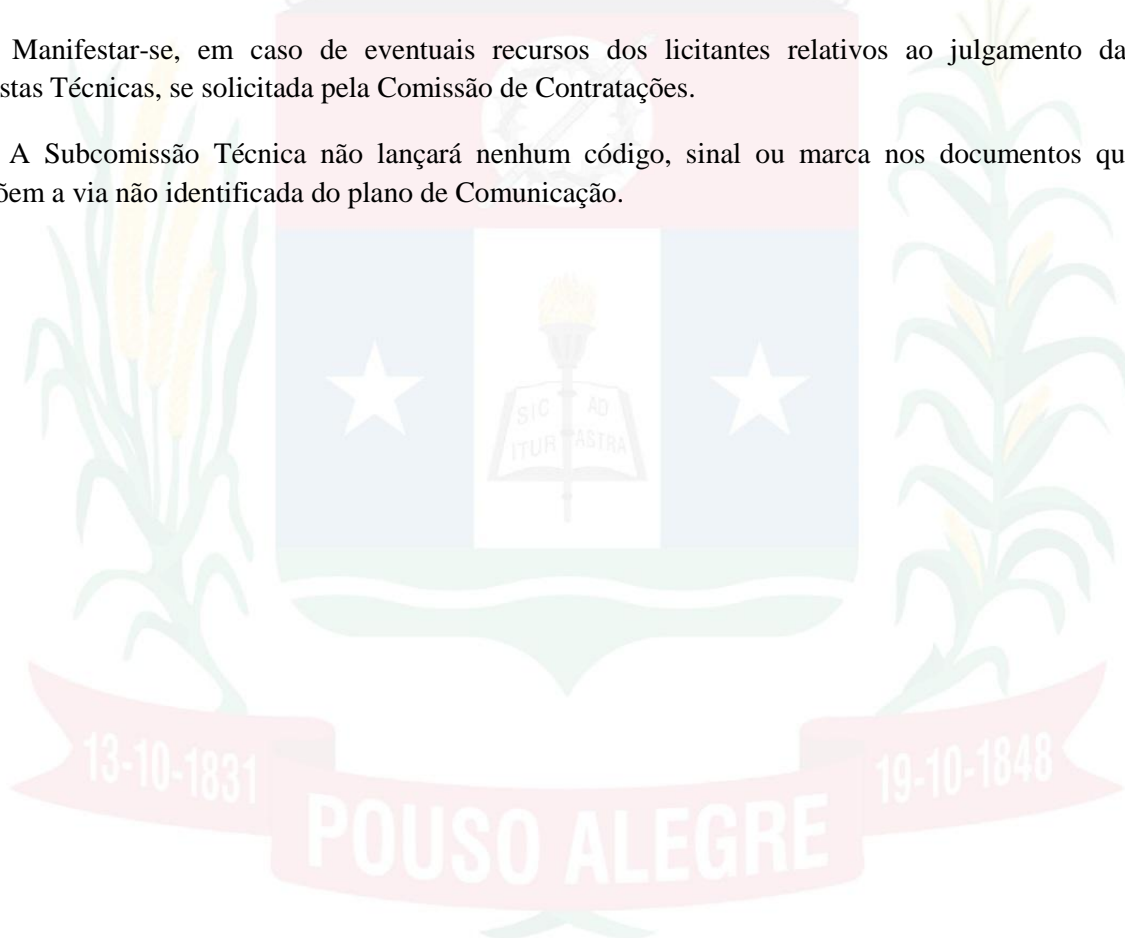 Manifestar-se, em caso de eventuais recursos dos licitantes relativos ao julgamento da
stas Técnicas, se solicitada pela Comissão de Contratações.
A Subcomissão Técnica não lançará nenhum código, sinal ou marca nos documentos qu
õem a via não identificada do plano de Comunicação.
SIC AD
ITUR ASTRA
13-10-1831
19-10-1848
POUSO ALEGRE